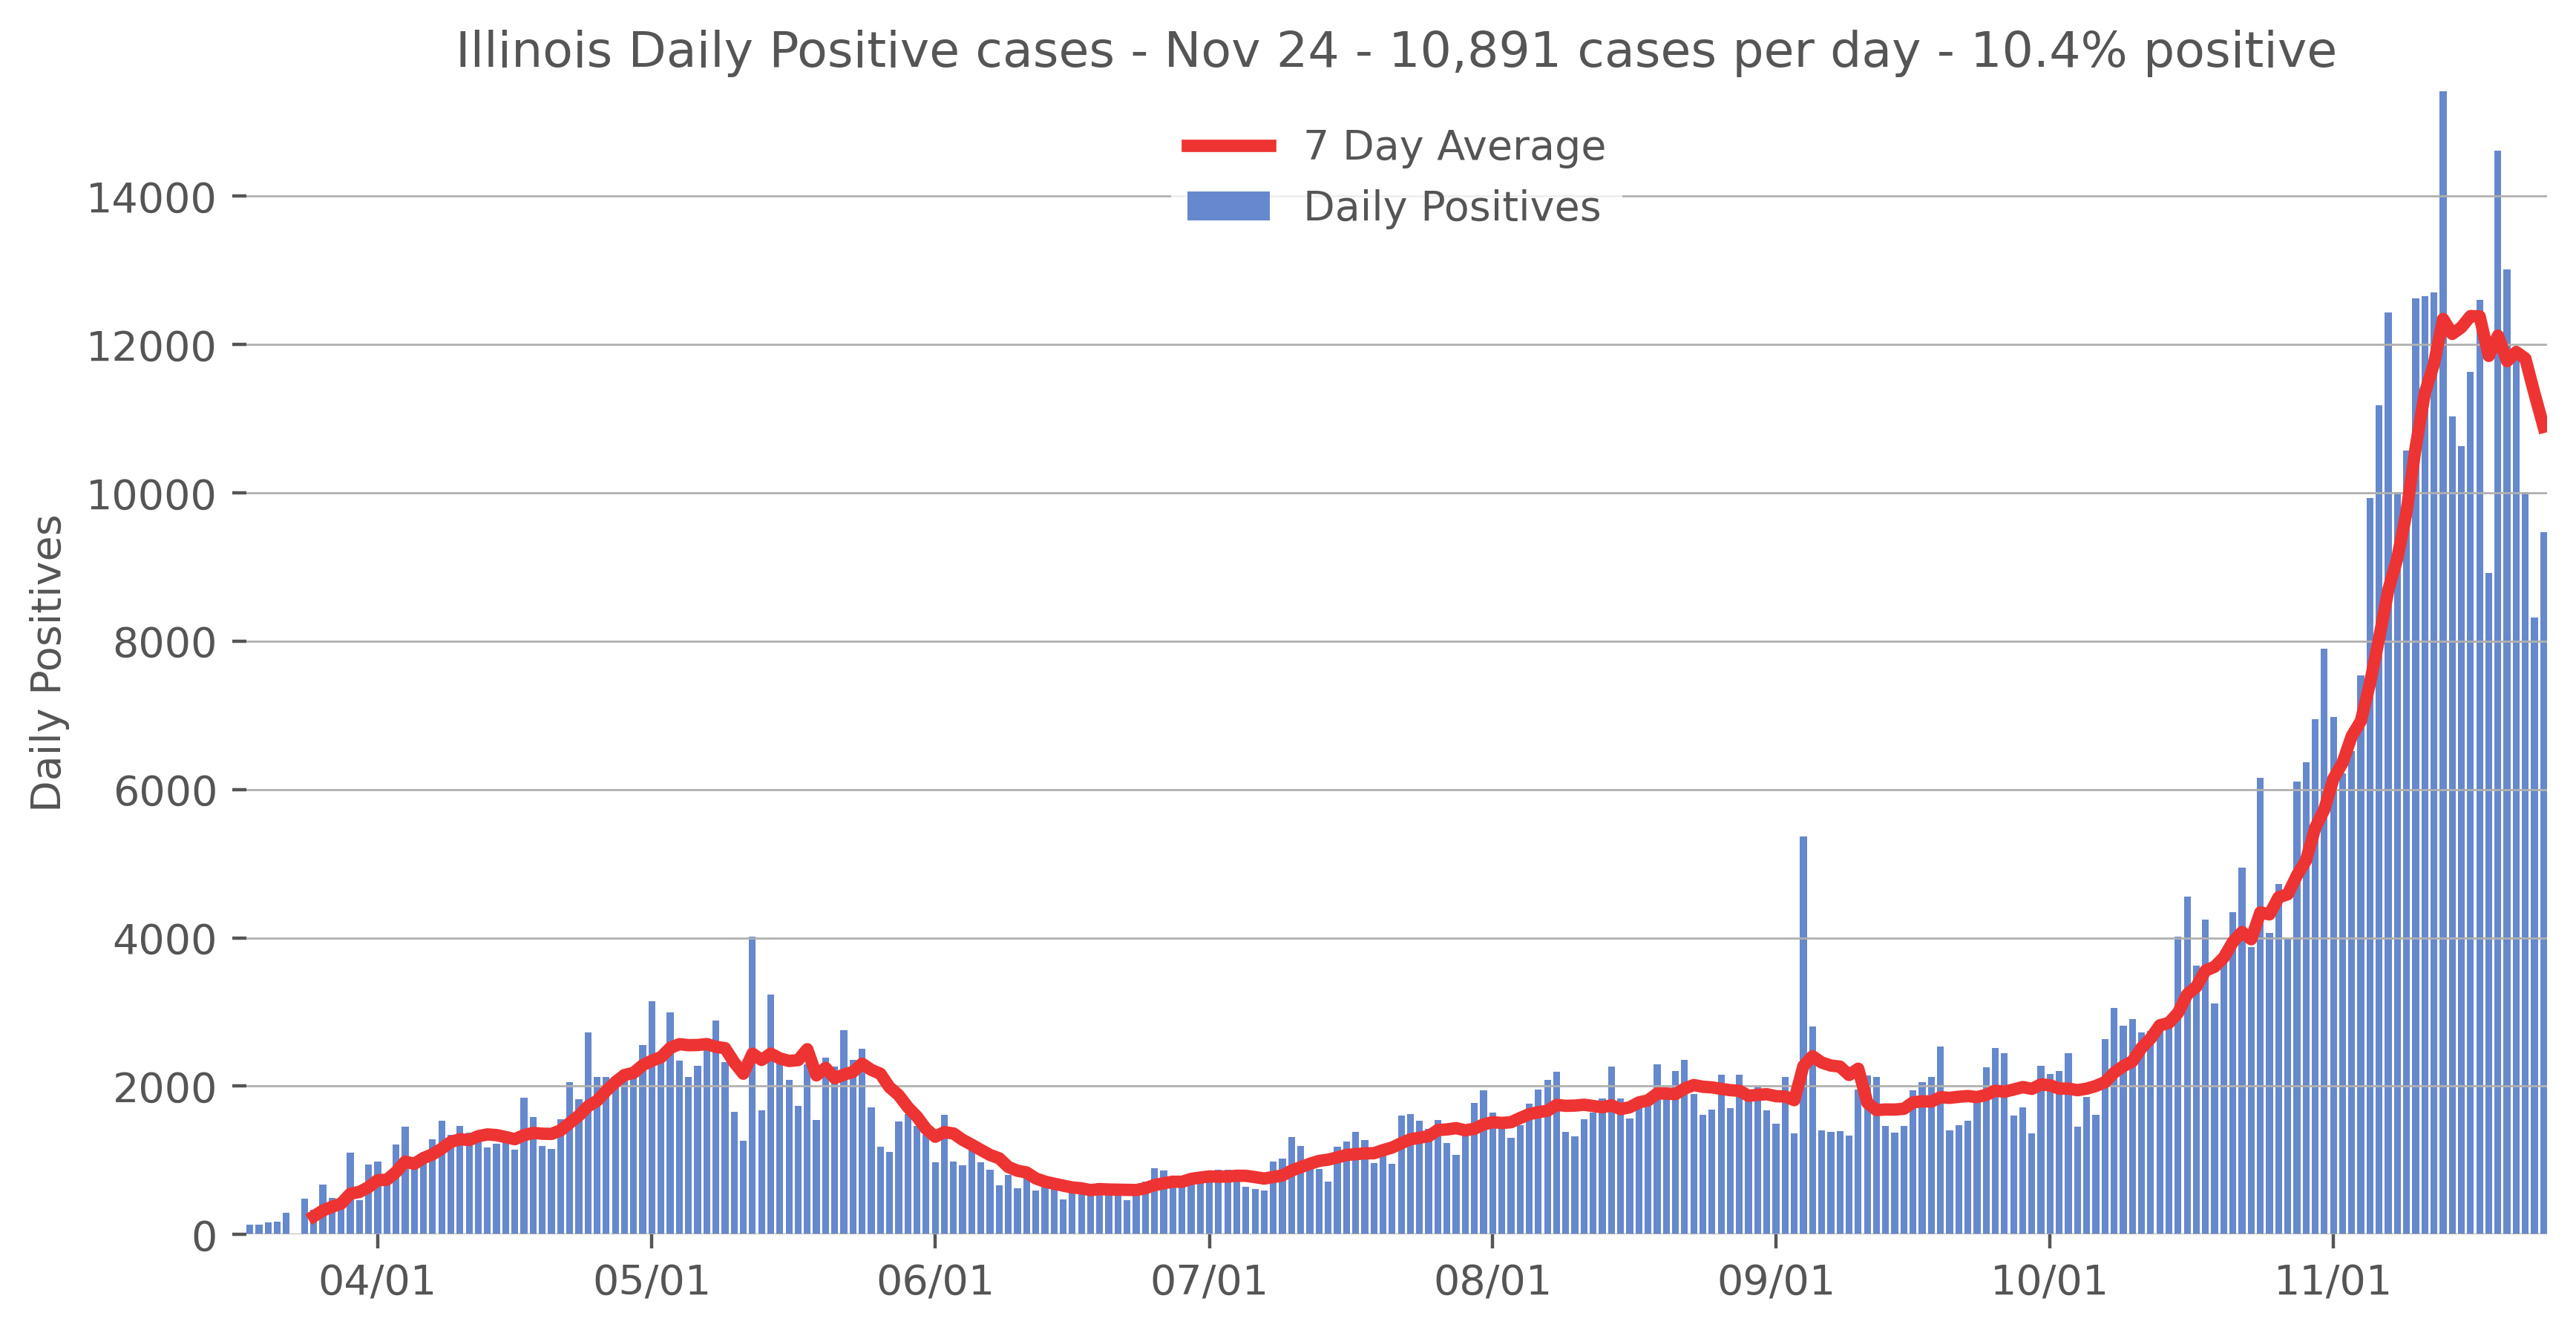 Illinois Daily Positive cases - Nov 24 - 10,891 cases per day - 10.4% positive
7 Day Average
Daily Positives
14000
12000
10000
8000
6000
4000
2000
0
Daily Positives
04/01 05/01 06/01 07/01 08/01 09/01 10/01 11/01